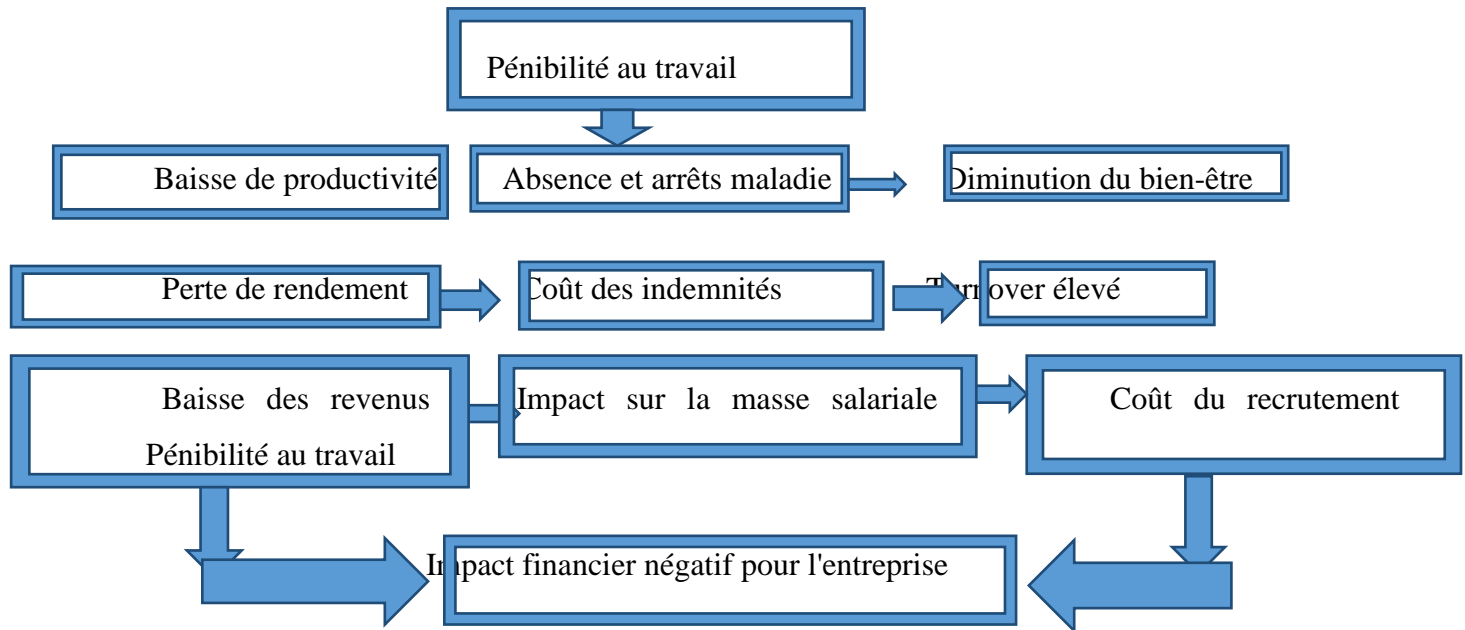 Pénibilité au travail
Baisse de productivité
Absence et arrêts maladie
Diminution du bien-être
Perte de rendement
Coût des indemnités
Turnover élevé
Baisse des revenus
Pénibilité au travail
Impact sur la masse salariale
Coût du recrutement
Impact financier négatif pour l'entreprise